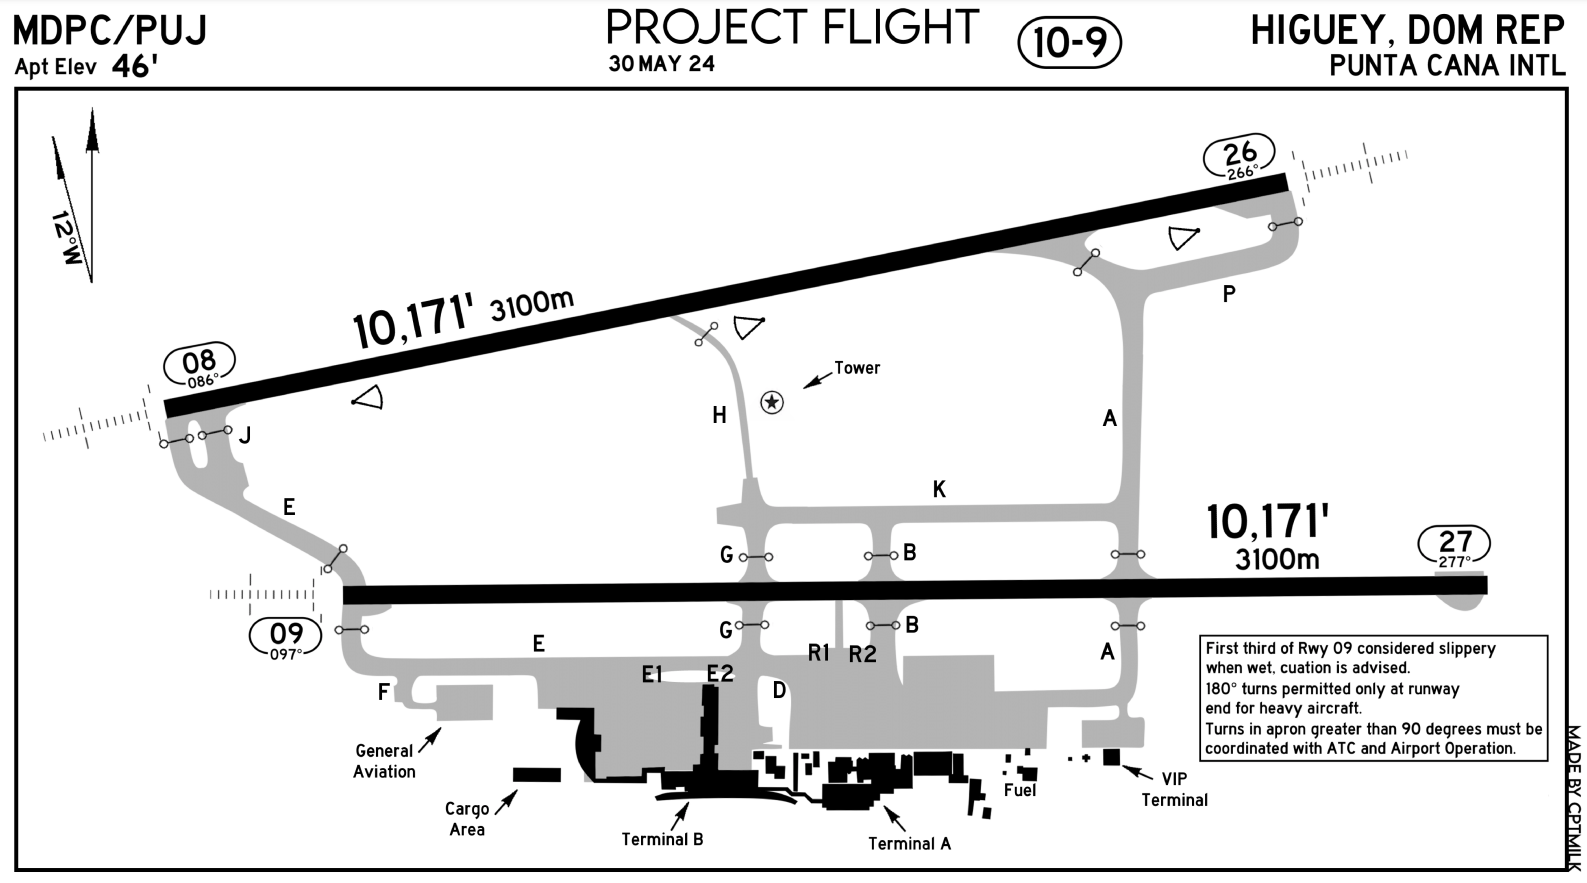 MDPC/PUJ
Apt Elev 46'
PROJECT FLIGHT
30 MAY 24
10-9
HIGUEY, DOM REP
PUNTA CANA INTL
12°W
26
266°
10,171' 3100m
08
086°
P
Tower
H
A
J
E
K
10,171'
3100m
27
277°
G
B
09
097°
G
B
E
R1
R2
A
E1
E2
F
D
First third of Rwy 09 considered slippery
when wet, cuation is advised.
180° turns permitted only at runway
end for heavy aircraft.
Turns in apron greater than 90 degrees must be
coordinated with ATC and Airport Operation.
General
Aviation
Cargo
Area
Terminal B
Terminal A
Fuel
VIP
Terminal
MADE BY CPTMILK